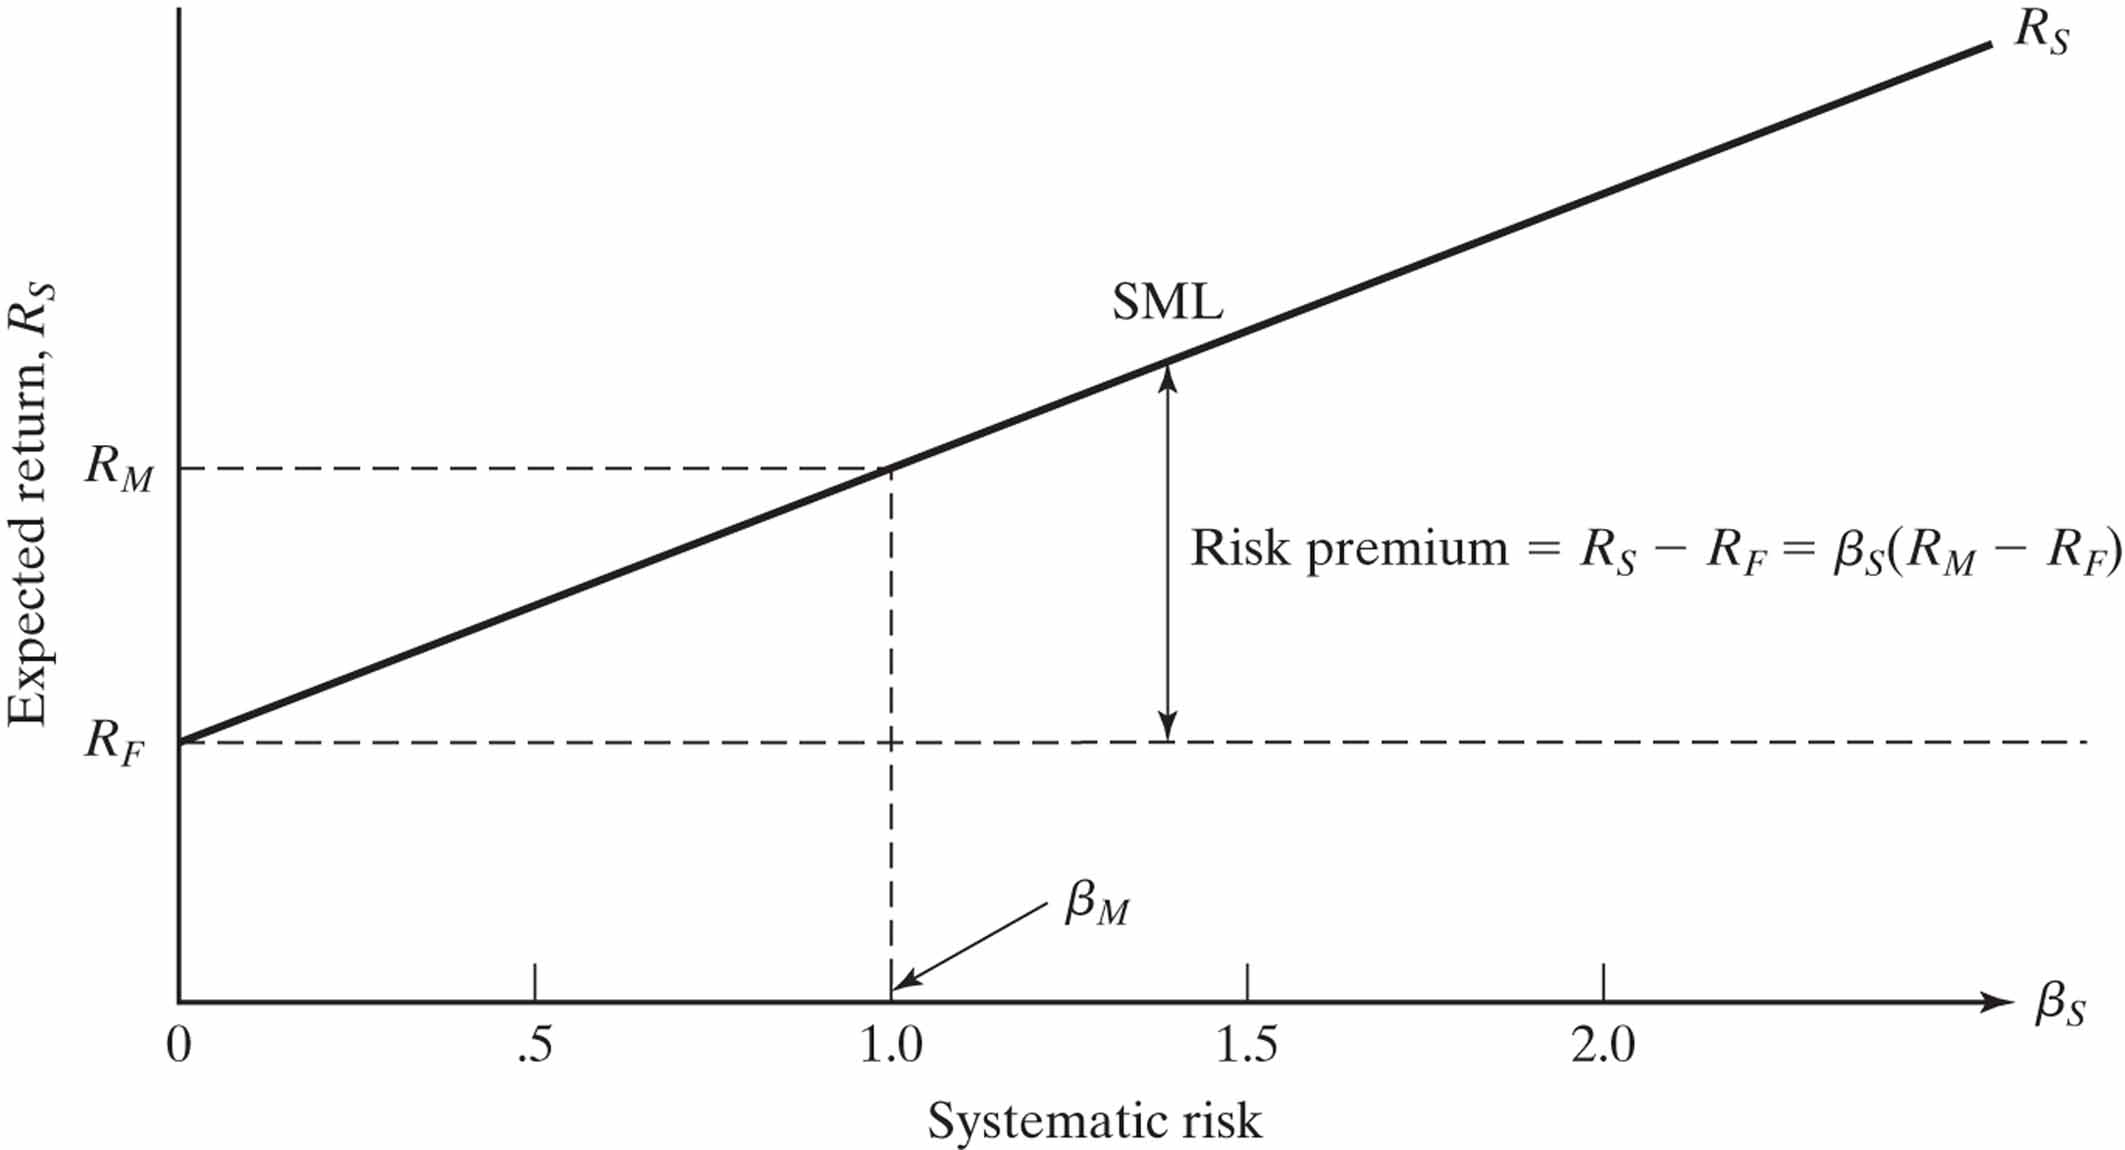 R_S
Expected return, R_S
SML
R_M
Risk premium = R_S − R_F = β_S(R_M − R_F)
R_F
β_M
β_S
0 .5 1.0 1.5 2.0
Systematic risk